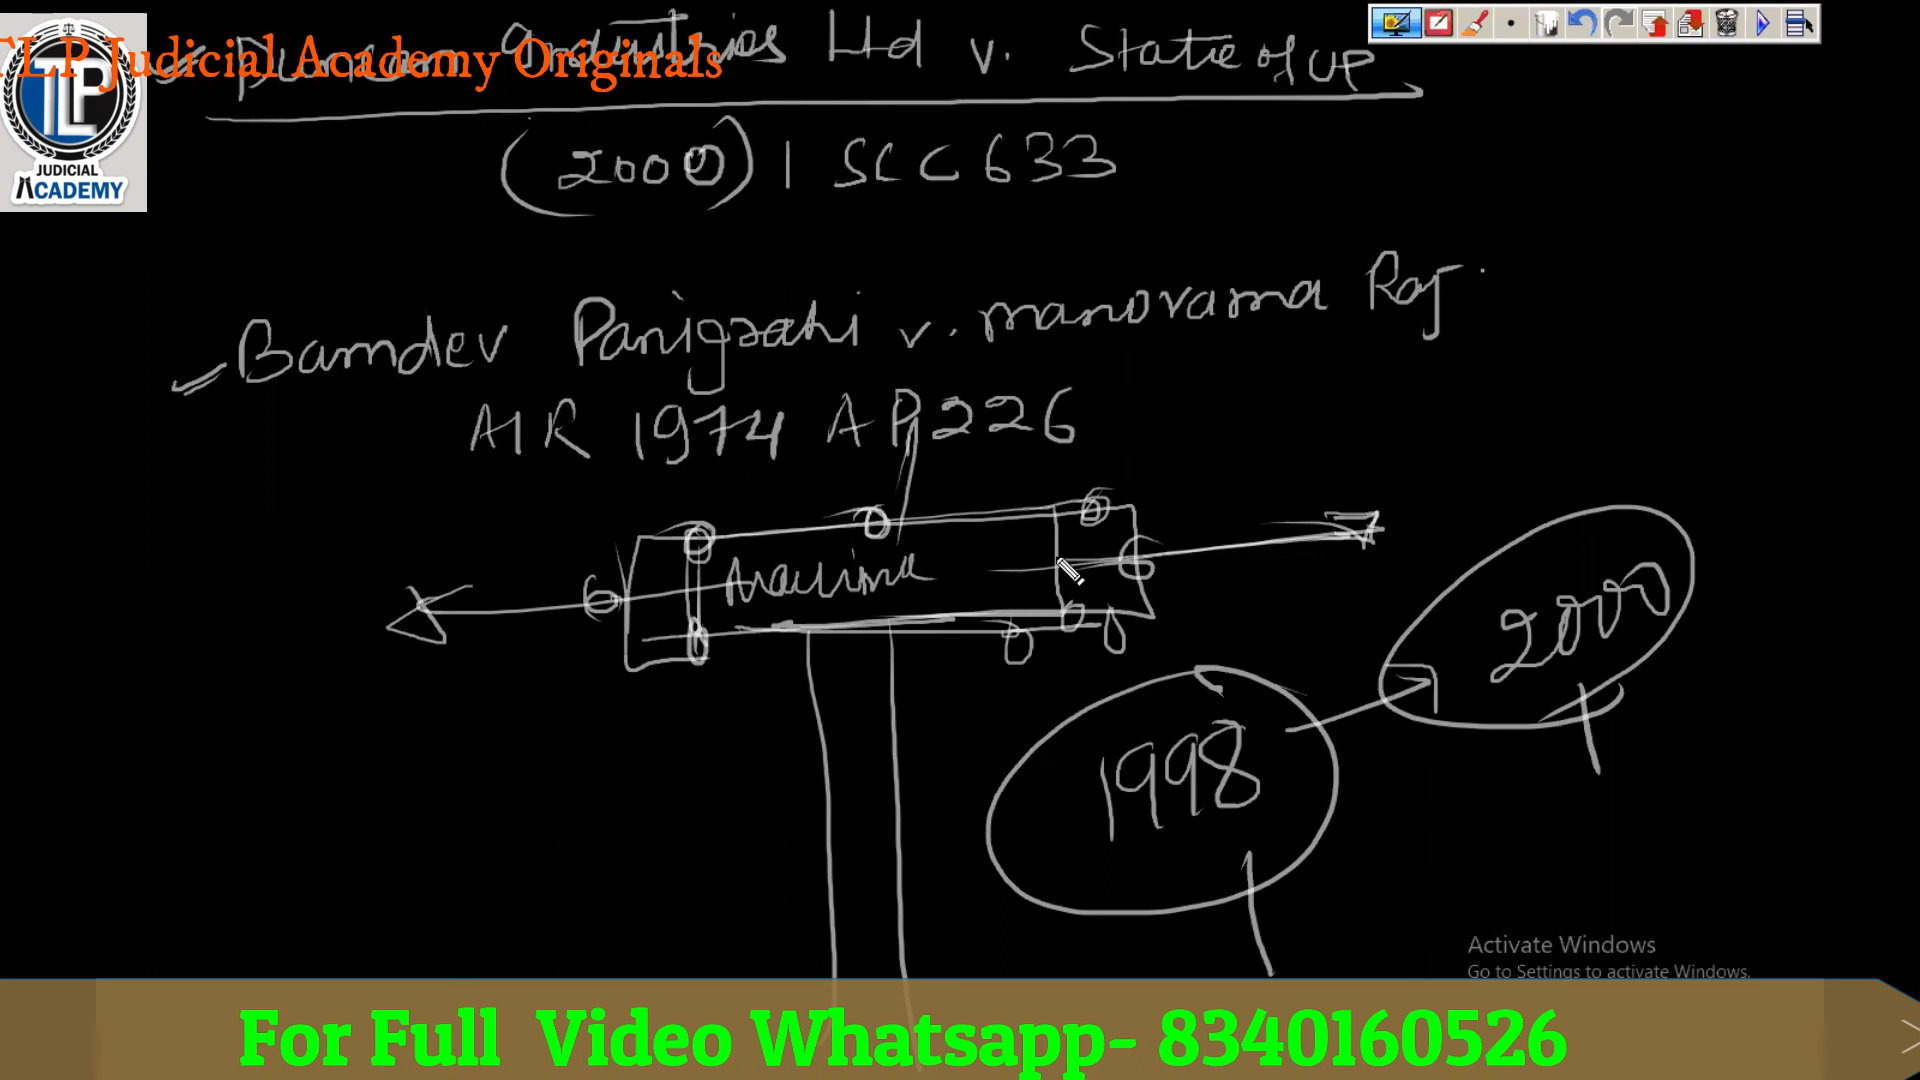 TLP Judicial Academy Originals
Industries Ltd v. State of UP
TLP
JUDICIAL
ACADEMY
(2000) 1 SCC 633
Bamdev Panigrahi v. manorama Raj.
AIR 1974 AP 226
machine
2000
1998
Activate Windows
Go to Settings to activate Windows.
For Full Video Whatsapp- 8340160526